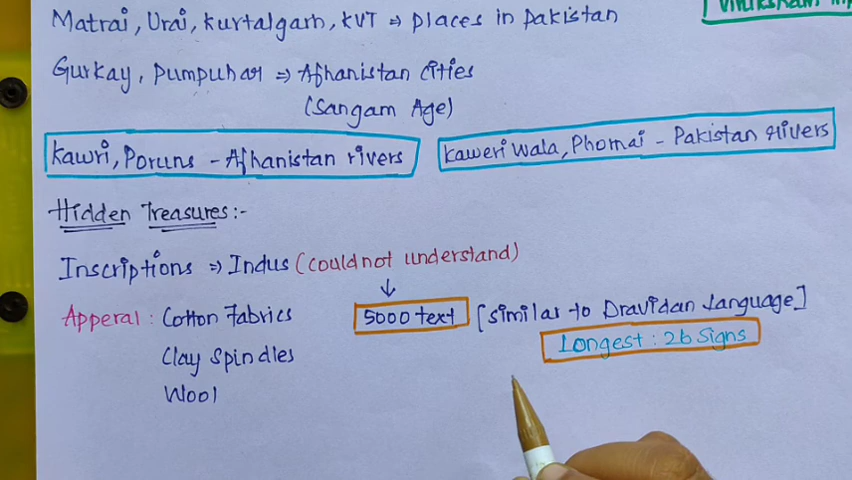 Matrai, Urai, Kurtalgarh, KVT ⇒ places in pakistan
Gurkay, Pumpuhar ⇒ Afhanistan cities
(Sangam Age)
Kawri, Poruns - Afhanistan rivers
Kaweri Wala, Phomai - Pakistan rivers
Hidden Treasures:-
Inscriptions ⇒ Indus (could not understand)
Apperal : Cotton Fabrics
5000 text [similar to Dravidan language]
Longest : 26 Signs
Clay Spindles
Wool